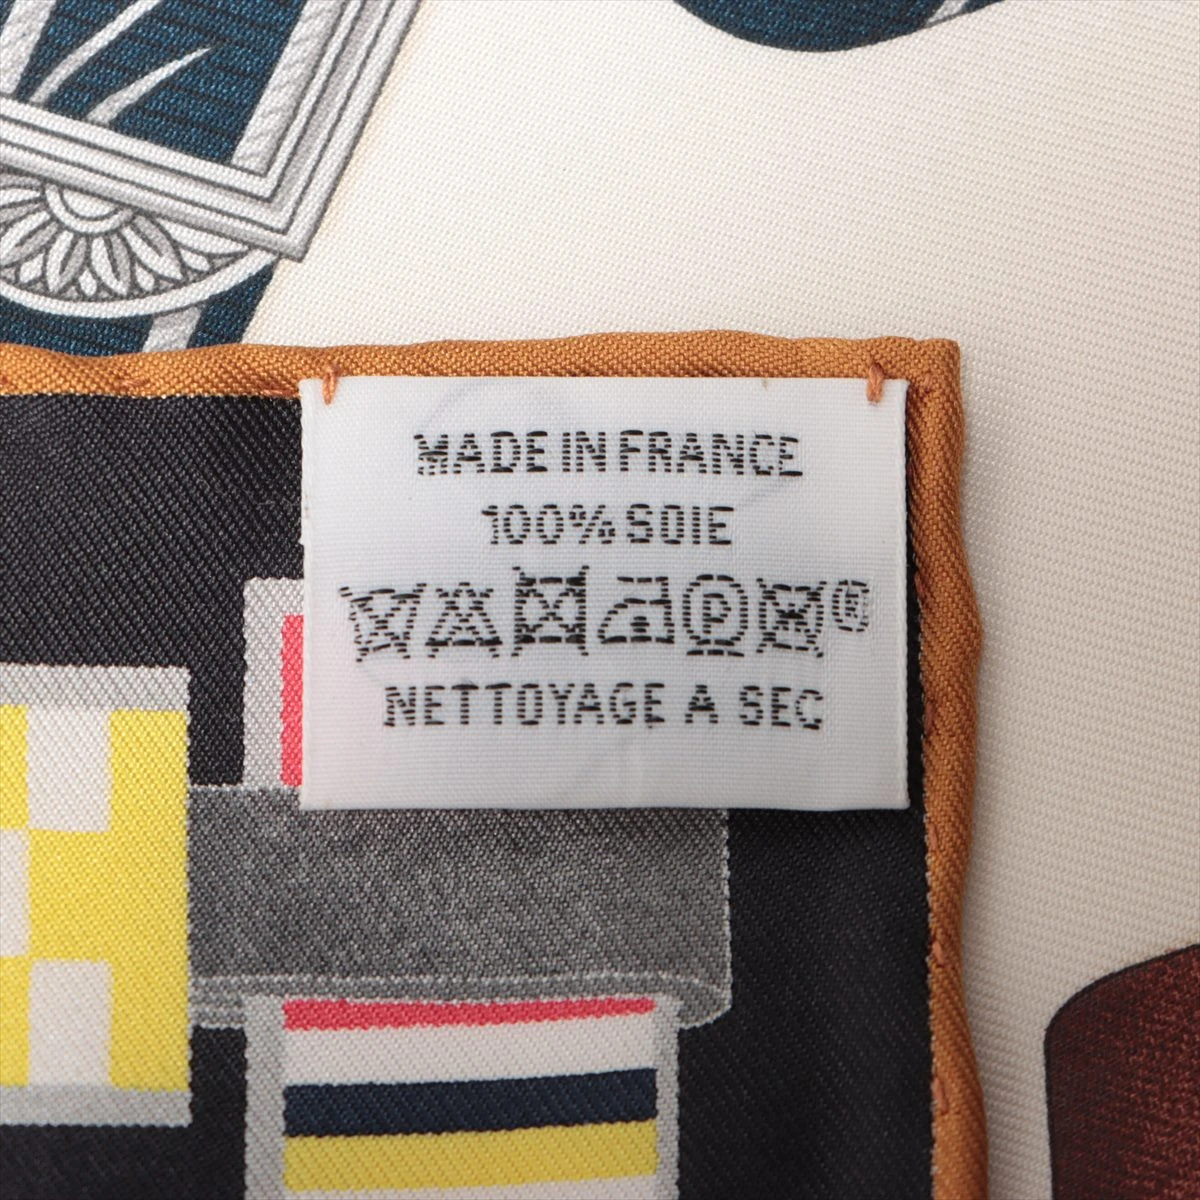 MADE IN FRANCE
100% SOIE
P ®
NETTOYAGE A SEC